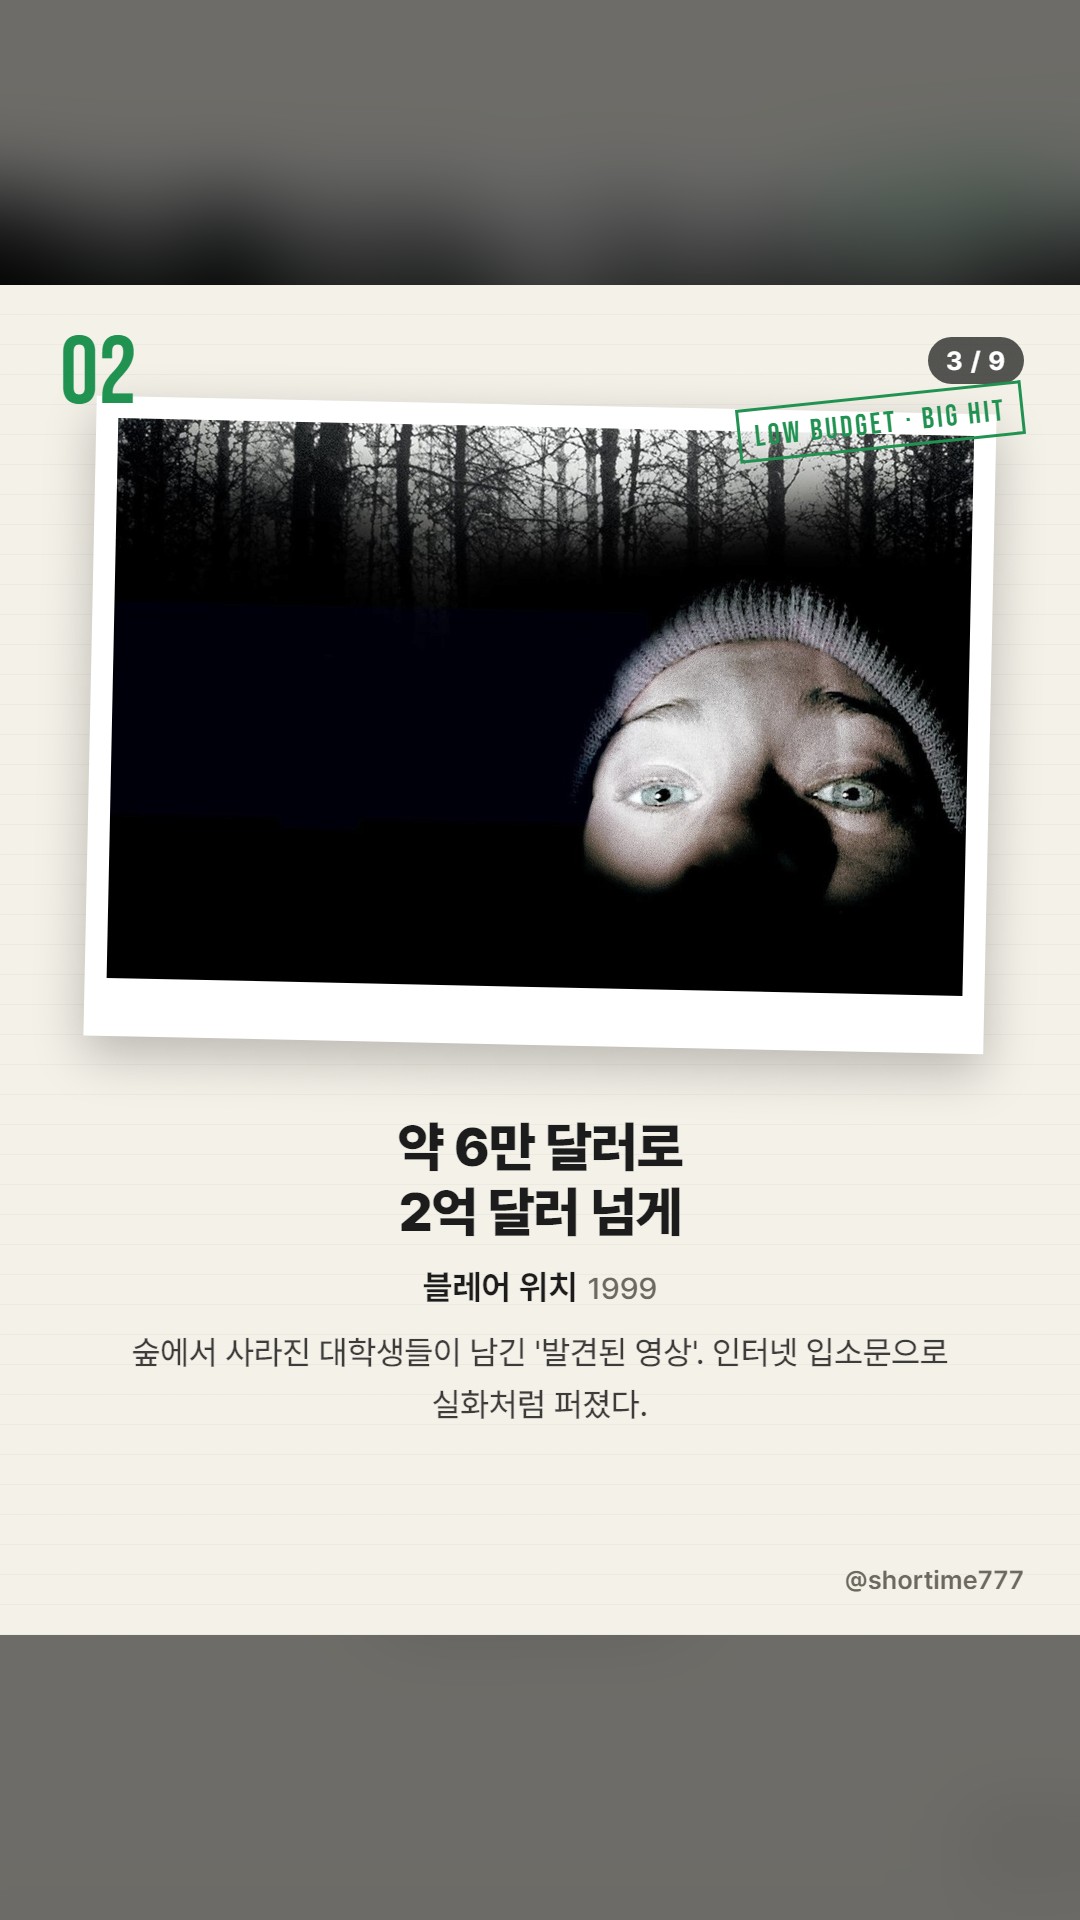 02
3 / 9
LOW BUDGET · BIG HIT
약 6만 달러로
2억 달러 넘게
블레어 위치 1999
숲에서 사라진 대학생들이 남긴 '발견된 영상'. 인터넷 입소문으로
실화처럼 퍼졌다.
@shortime777